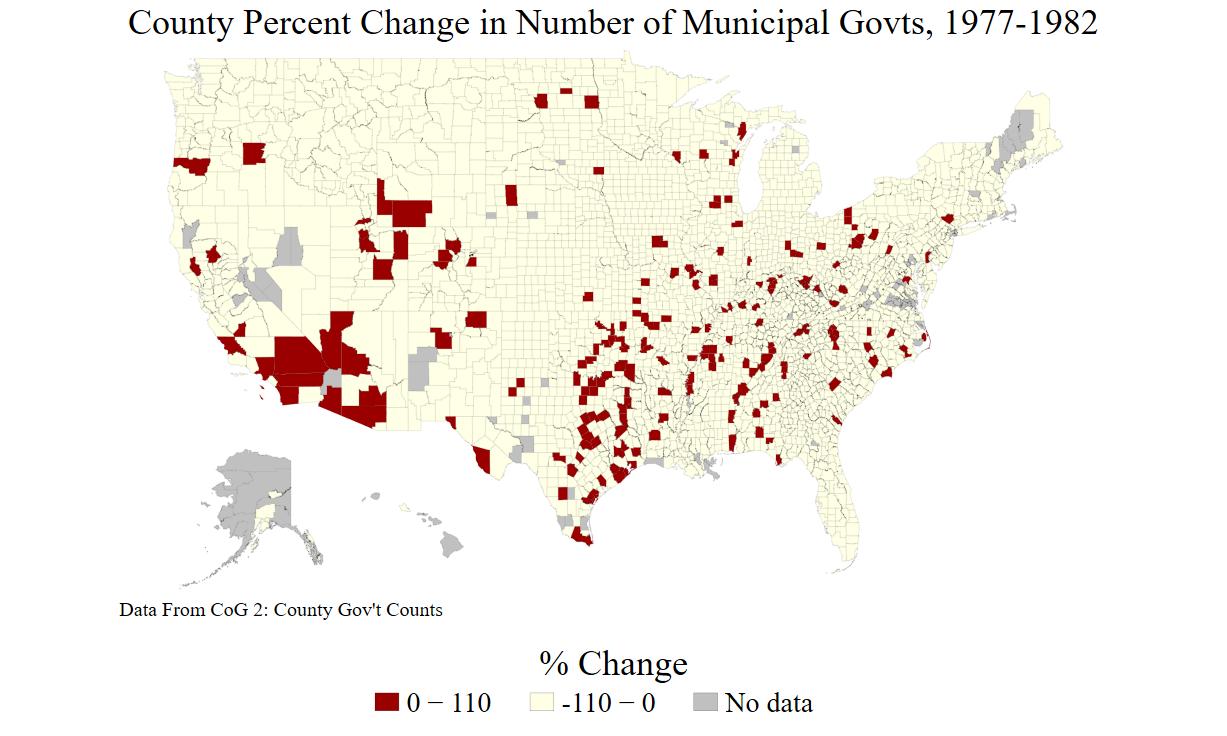 County Percent Change in Number of Municipal Govts, 1977-1982
Data From CoG 2: County Gov't Counts
% Change
0 − 110
-110 − 0
No data